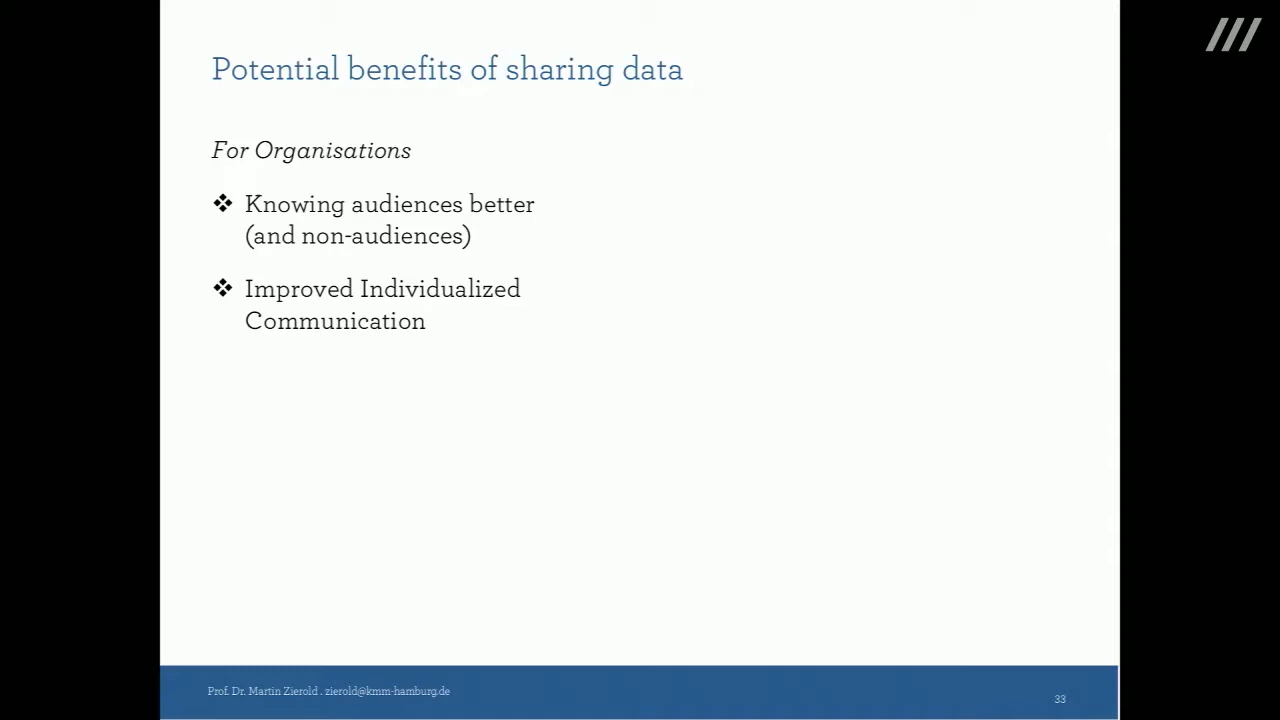 Potential benefits of sharing data
For Organisations
❖ Knowing audiences better
(and non-audiences)
❖ Improved Individualized
Communication
Prof. Dr. Martin Zierold . zierold@kmm-hamburg.de
33